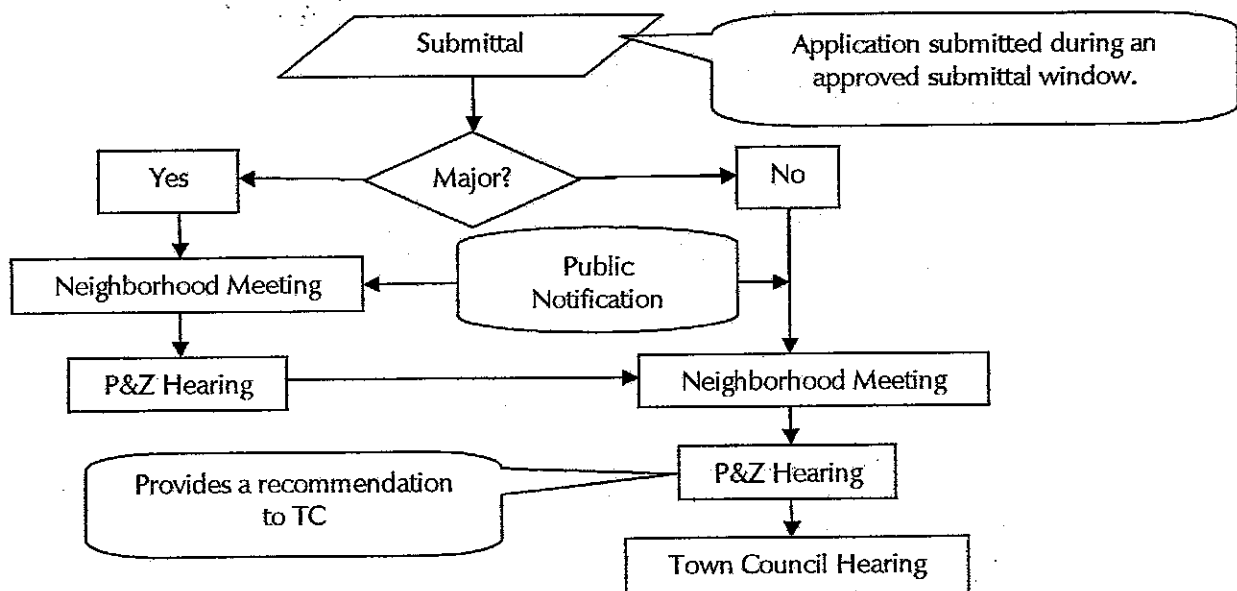 Submittal
Application submitted during an
approved submittal window.
Yes
Major?
No
Public
Notification
Neighborhood Meeting
P&Z Hearing
Neighborhood Meeting
Provides a recommendation
to TC
P&Z Hearing
Town Council Hearing